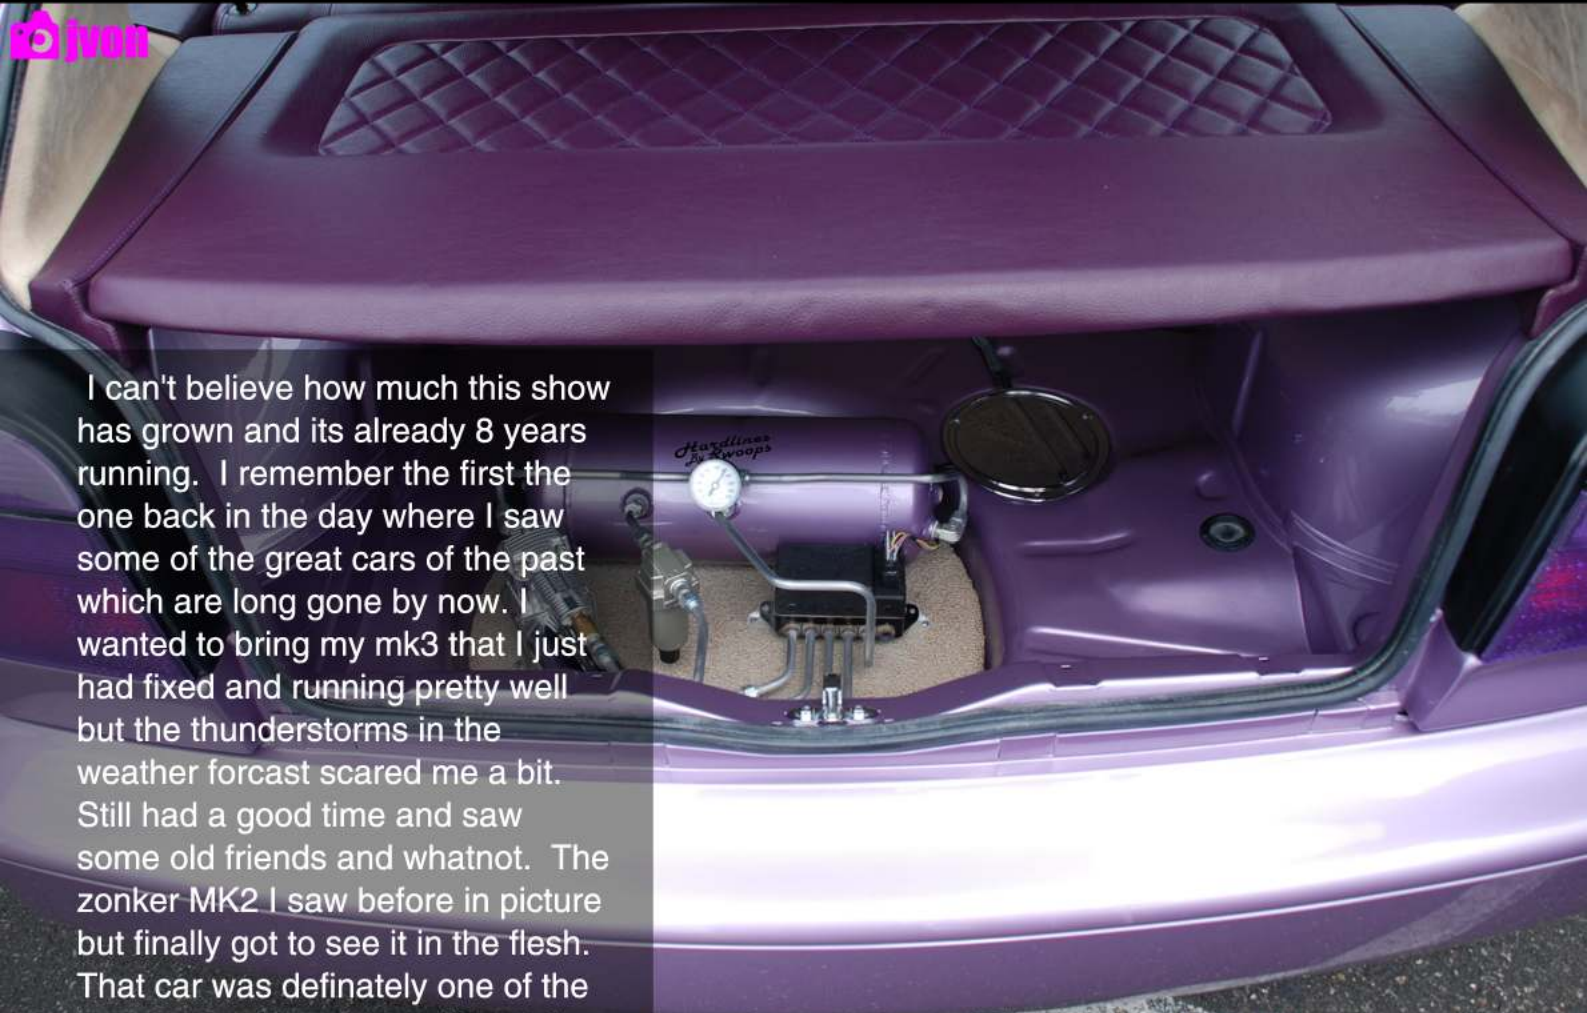 jvon
Hardlines
By Kwoops
I can't believe how much this show
has grown and its already 8 years
running.  I remember the first the
one back in the day where I saw
some of the great cars of the past
which are long gone by now. I
wanted to bring my mk3 that I just
had fixed and running pretty well
but the thunderstorms in the
weather forcast scared me a bit.
Still had a good time and saw
some old friends and whatnot.  The
zonker MK2 I saw before in picture
but finally got to see it in the flesh.
That car was definately one of the